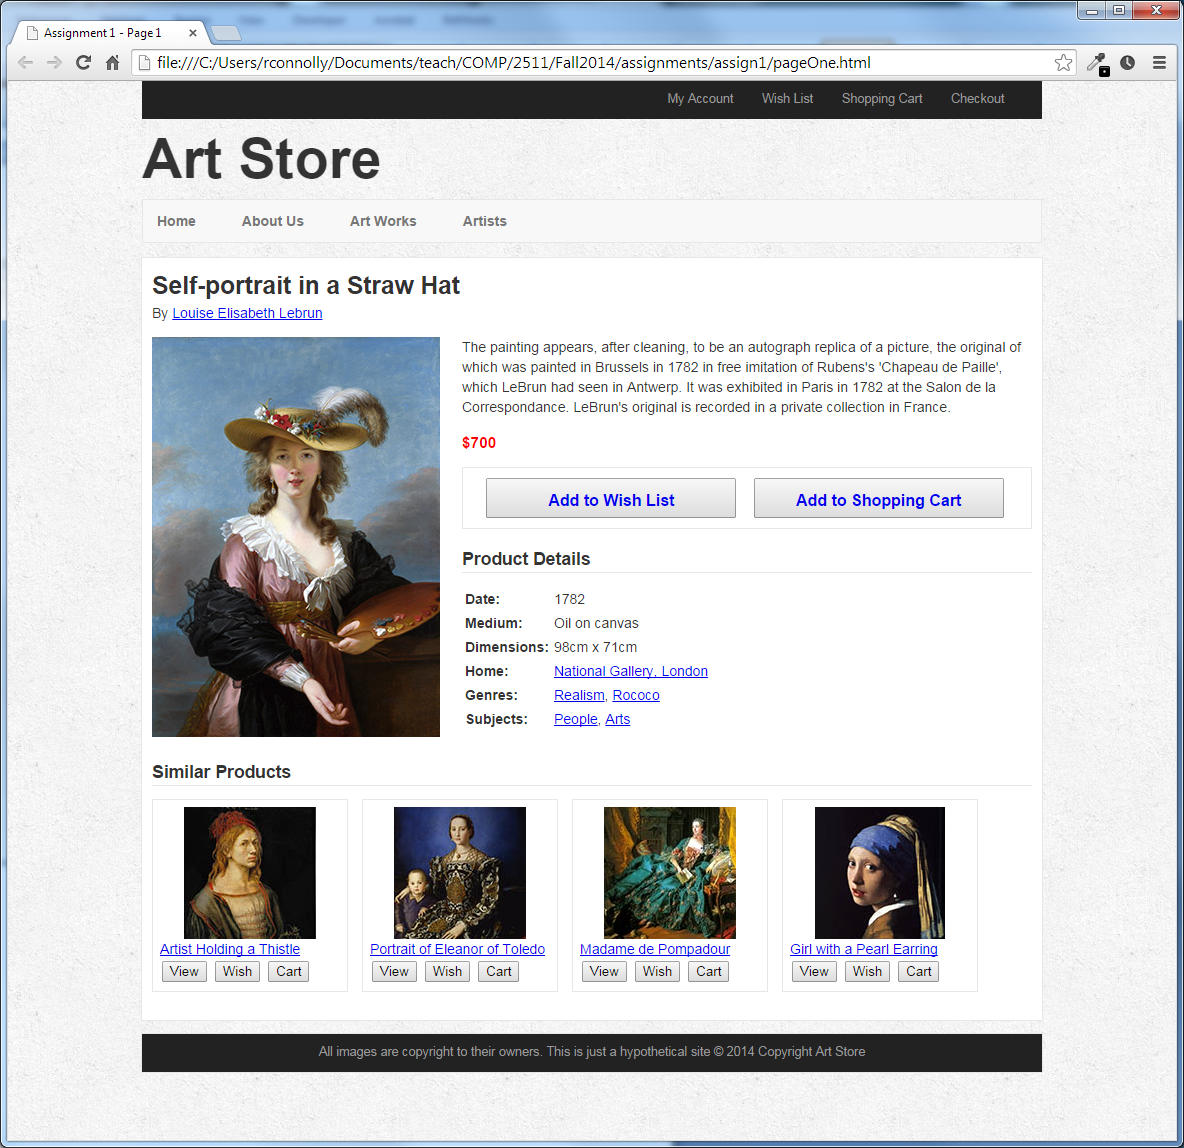 Assignment 1 - Page 1
file:///C:/Users/rconnolly/Documents/teach/COMP/2511/Fall2014/assignments/assign1/pageOne.html
My Account Wish List Shopping Cart Checkout
Art Store
Home About Us Art Works Artists
Self-portrait in a Straw Hat
By Louise Elisabeth Lebrun
The painting appears, after cleaning, to be an autograph replica of a picture, the original of
which was painted in Brussels in 1782 in free imitation of Rubens's 'Chapeau de Paille',
which LeBrun had seen in Antwerp. It was exhibited in Paris in 1782 at the Salon de la
Correspondance. LeBrun's original is recorded in a private collection in France.
$700
Add to Wish List Add to Shopping Cart
Product Details
Date: 1782
Medium: Oil on canvas
Dimensions: 98cm x 71cm
Home: National Gallery, London
Genres: Realism, Rococo
Subjects: People, Arts
Similar Products
Artist Holding a Thistle Portrait of Eleanor of Toledo Madame de Pompadour Girl with a Pearl Earring
View Wish Cart View Wish Cart View Wish Cart View Wish Cart
All images are copyright to their owners. This is just a hypothetical site © 2014 Copyright Art Store